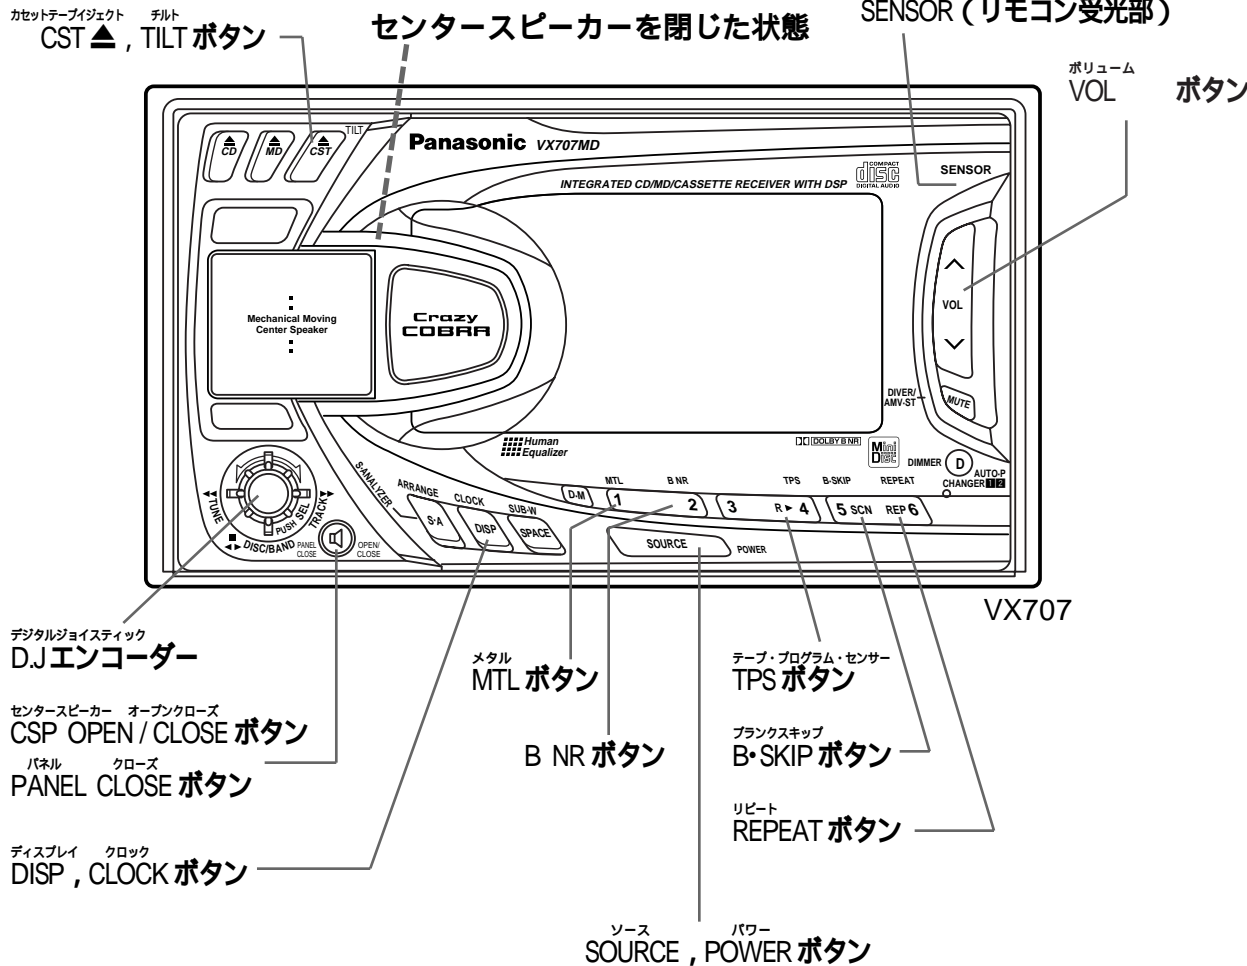 カセットテープイジェクト チルト
CST ▲ , TILT ボタン
センタースピーカーを閉じた状態
SENSOR ( リモコン受光部 )
ボリューム
VOL ボタン
TILT
CD MD CST
Panasonic VX707MD
COMPACT
disc
DIGITAL AUDIO
SENSOR
INTEGRATED CD/MD/CASSETTE RECEIVER WITH DSP
VOL
Mechanical Moving
Center Speaker
Crazy
COBRA
DIVER/
AMV-ST
MUTE
Human
Equalizer
DOLBY B NR
Mini
Disc
DIMMER D AUTO-P
CHANGER 1 2
S·ANALYZER
ARRANGE CLOCK SUB-W
MTL B NR TPS B-SKIP REPEAT
D·M 1 2 3 R► 4 5 SCN REP 6
S·A DISP SPACE
SOURCE POWER
◄◄TUNE PUSH SEL TRACK►►
■
◄► DISC/BAND
PANEL
CLOSE
OPEN/
CLOSE
VX707
デジタルジョイスティック
D.J エンコーダー
メタル
MTL ボタン
テープ・プログラム・センサー
TPS ボタン
センタースピーカー オープンクローズ
CSP OPEN / CLOSE ボタン
パネル クローズ
PANEL CLOSE ボタン
B NR ボタン
ブランクスキップ
B•SKIP ボタン
リピート
REPEAT ボタン
ディスプレイ クロック
DISP , CLOCK ボタン
ソース パワー
SOURCE , POWER ボタン